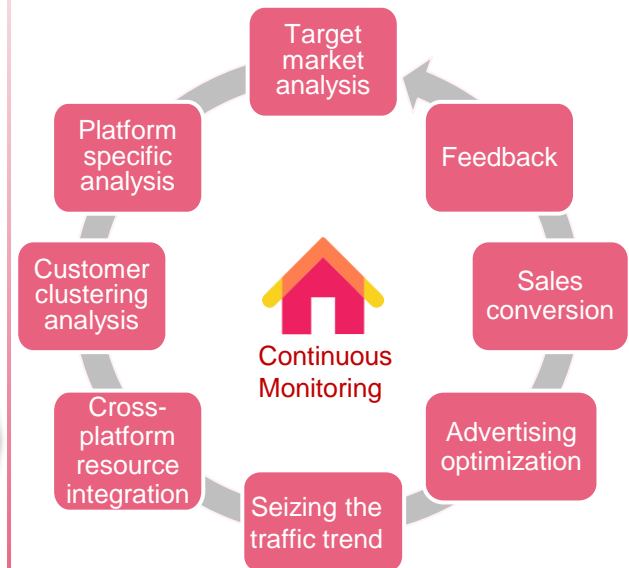 Target
market
analysis
Platform
specific
analysis
Feedback
Customer
clustering
analysis
Sales
conversion
Continuous
Monitoring
Cross-
platform
resource
integration
Advertising
optimization
Seizing the
traffic trend